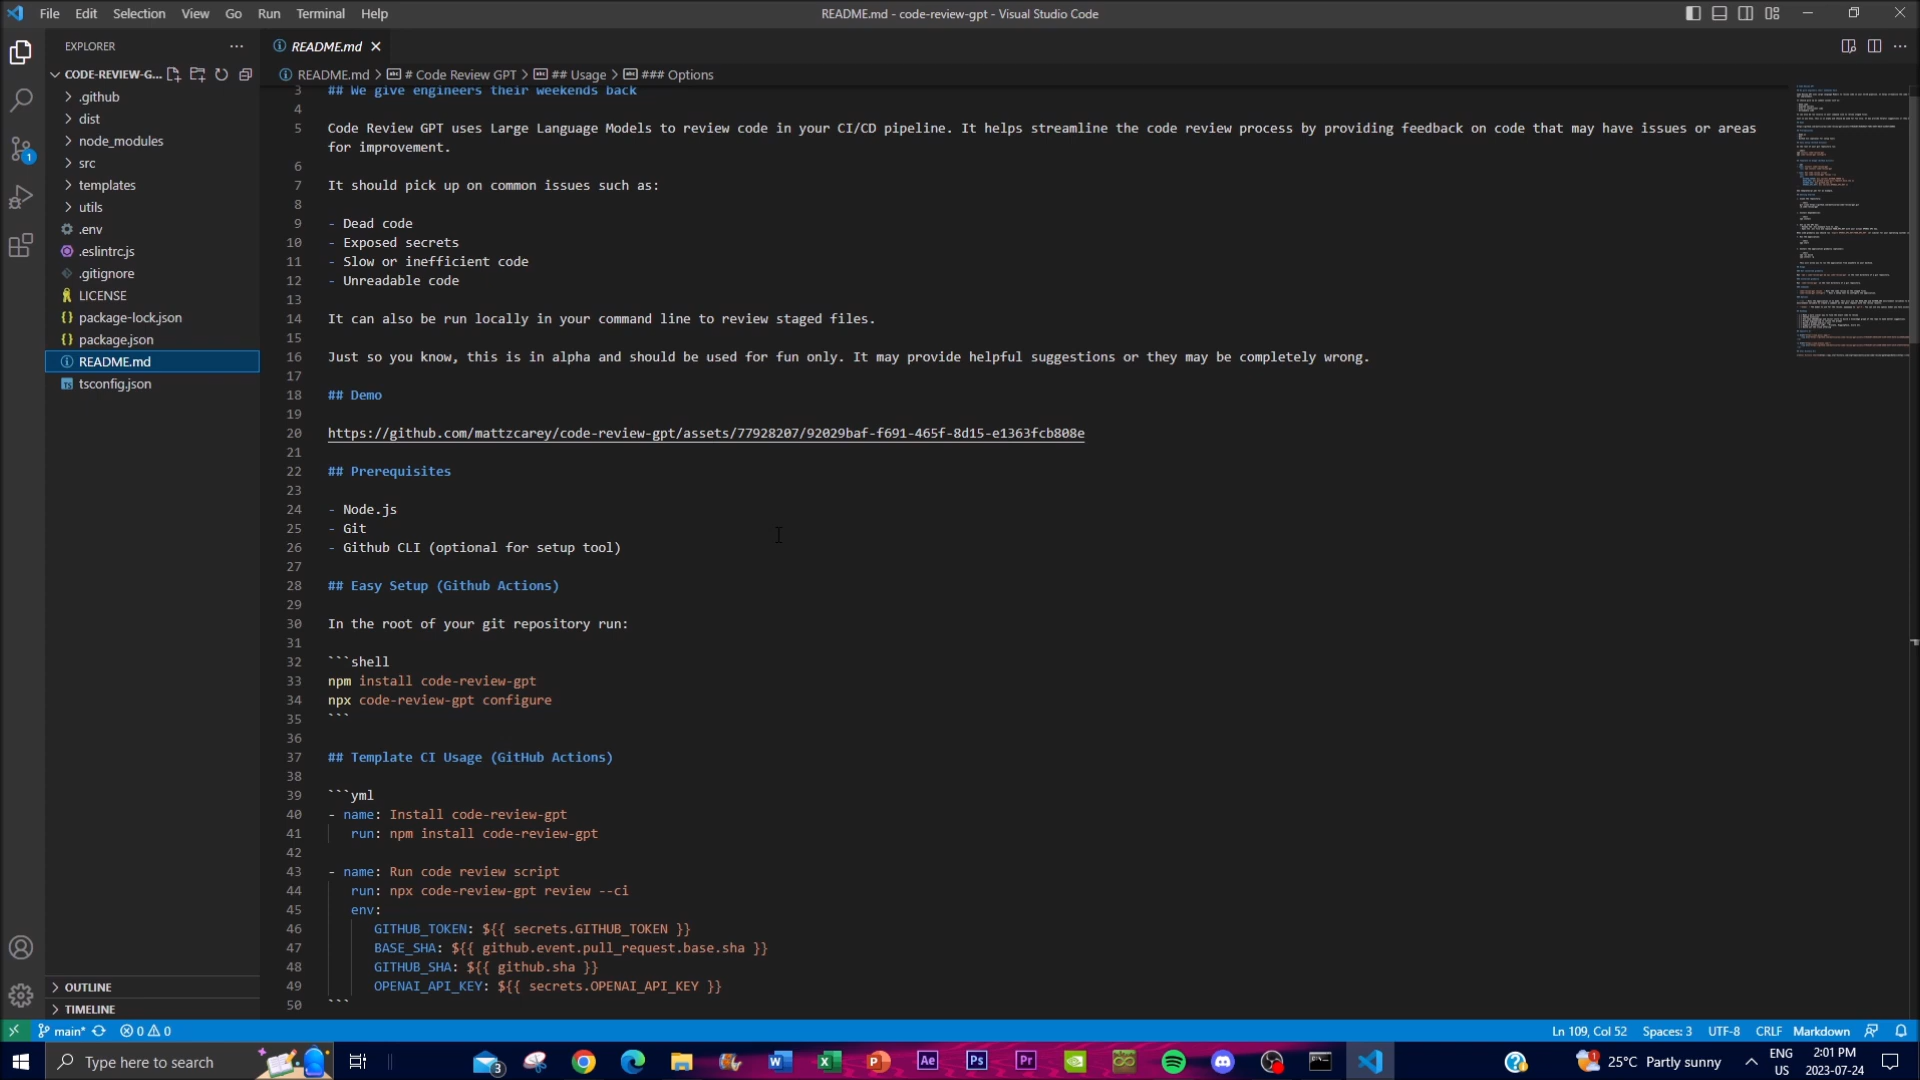 File Edit Selection View Go Run Terminal Help
README.md - code-review-gpt - Visual Studio Code
EXPLORER
README.md
CODE-REVIEW-G...
README.md > # Code Review GPT > ## Usage > ### Options
.github
dist
node_modules
src
templates
utils
.env
.eslintrc.js
.gitignore
LICENSE
package-lock.json
package.json
README.md
tsconfig.json
OUTLINE
TIMELINE
1
3 ## We give engineers their weekends back
4
5 Code Review GPT uses Large Language Models to review code in your CI/CD pipeline. It helps streamline the code review process by providing feedback on code that may have issues or areas
for improvement.
6
7 It should pick up on common issues such as:
8
9 - Dead code
10 - Exposed secrets
11 - Slow or inefficient code
12 - Unreadable code
13
14 It can also be run locally in your command line to review staged files.
15
16 Just so you know, this is in alpha and should be used for fun only. It may provide helpful suggestions or they may be completely wrong.
17
18 ## Demo
19
20 https://github.com/mattzcarey/code-review-gpt/assets/77928207/92029baf-f691-465f-8d15-e1363fcb808e
21
22 ## Prerequisites
23
24 - Node.js
25 - Git
26 - Github CLI (optional for setup tool)
27
28 ## Easy Setup (Github Actions)
29
30 In the root of your git repository run:
31
32 ```shell
33 npm install code-review-gpt
34 npx code-review-gpt configure
35 ```
36
37 ## Template CI Usage (GitHub Actions)
38
39 ```yml
40 - name: Install code-review-gpt
41 run: npm install code-review-gpt
42
43 - name: Run code review script
44 run: npx code-review-gpt review --ci
45 env:
46 GITHUB_TOKEN: ${{ secrets.GITHUB_TOKEN }}
47 BASE_SHA: ${{ github.event.pull_request.base.sha }}
48 GITHUB_SHA: ${{ github.sha }}
49 OPENAI_API_KEY: ${{ secrets.OPENAI_API_KEY }}
50 ```
main* 0 0
Ln 109, Col 52 Spaces: 3 UTF-8 CRLF Markdown
Type here to search
3
W
X
P
Ae
Ps
Pr
1
25°C Partly sunny
ENG
US
2:01 PM
2023-07-24